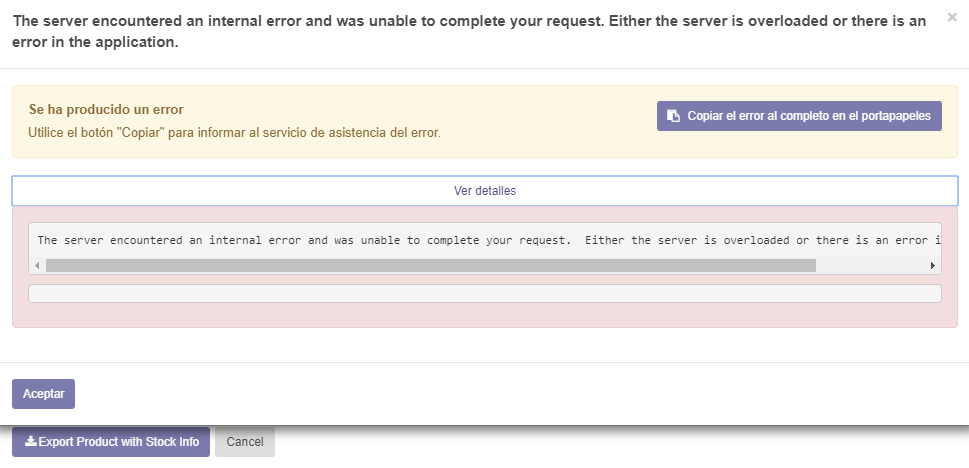 The server encountered an internal error and was unable to complete your request. Either the server is overloaded or there is an
error in the application.
×
Se ha producido un error
Utilice el botón "Copiar" para informar al servicio de asistencia del error.
Copiar el error al completo en el portapapeles
Ver detalles
The server encountered an internal error and was unable to complete your request.  Either the server is overloaded or there is an error i
Aceptar
Export Product with Stock Info
Cancel